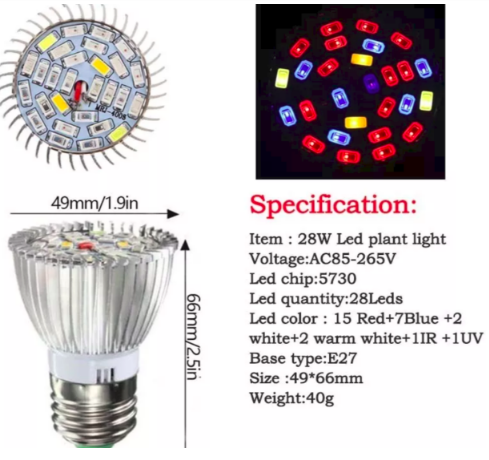 49mm/1.9in
66mm/2.5in
Specification:
Item : 28W Led plant light
Voltage:AC85-265V
Led chip:5730
Led quantity:28Leds
Led color : 15 Red+7Blue +2
white+2 warm white+1IR +1UV
Base type:E27
Size :49*66mm
Weight:40g